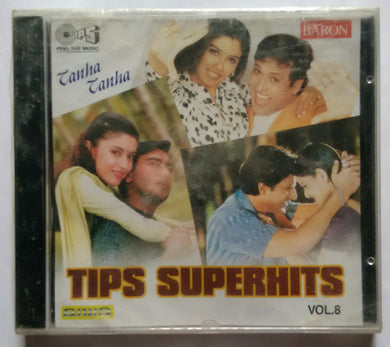 Tips
FEEL THE MUSIC
BARON
Tanha
Tanha
TIPS SUPERHITS
VOL.8